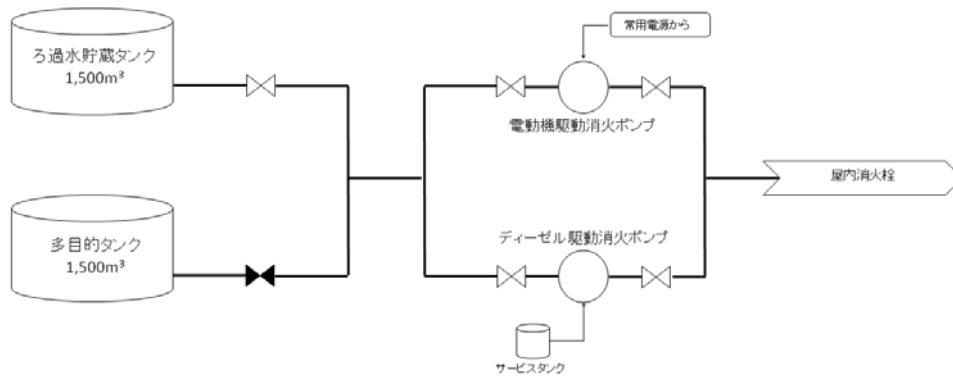 常用電源から
ろ過水貯蔵タンク
1,500m³
電動機駆動消火ポンプ
屋内消火栓
多目的タンク
1,500m³
ディーゼル駆動消火ポンプ
サービスタンク